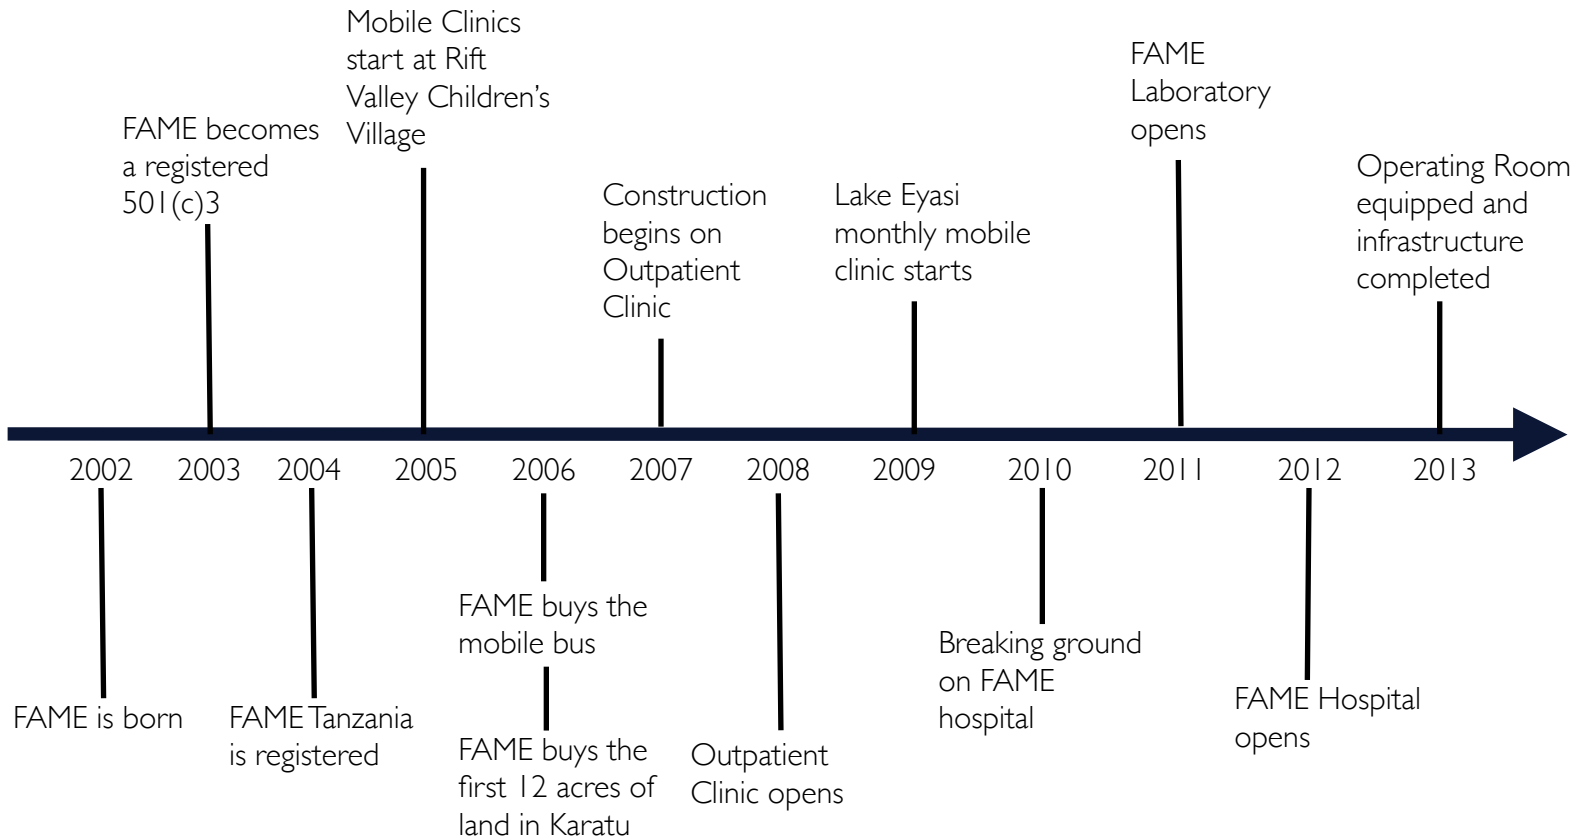 Mobile Clinics
start at Rift
Valley Children's
Village
FAME
Laboratory
opens
FAME becomes
a registered
501(c)3
Operating Room
equipped and
infrastructure
completed
Construction
begins on
Outpatient
Clinic
Lake Eyasi
monthly mobile
clinic starts
2002 2003 2004 2005 2006 2007 2008 2009 2010 2011 2012 2013
FAME is born
FAME Tanzania
is registered
FAME buys the
mobile bus
FAME buys the
first 12 acres of
land in Karatu
Outpatient
Clinic opens
Breaking ground
on FAME
hospital
FAME Hospital
opens